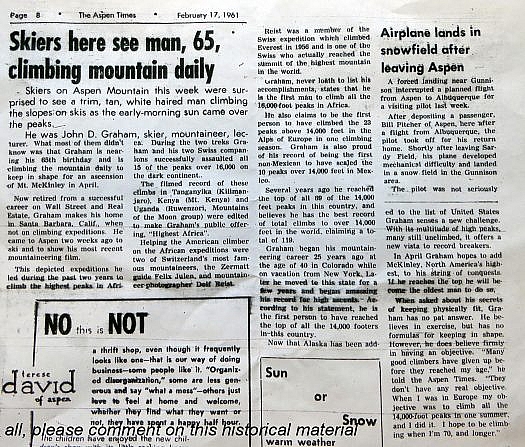 Page 8 • The Aspen Times • February 17, 1961
Skiers here see man, 65,
climbing mountain daily
Skiers on Aspen Mountain this week were sur-
prised to see a trim, tan, white haired man climbing
the slopes on skis as the early-morning sun came over
the peaks.
He was John D. Graham, skier, mountaineer, lec-
turer. What most of them didn't
know was that Graham is near-
ing his 65th birthday and is
climbing the mountain daily
to keep in shape for an ascension
of Mt. McKinley in April.
Now retired from a successful
career on Wall Street and Real
Estate, Graham makes his home
in Santa Barbara, Calif., when
not on climbing expeditions. He
came to Aspen two weeks ago to
ski and to show his most recent
mountaineering film.
This depicted expeditions he
led during the past two years to
climb the highest peaks in Afri-
ca. During the two treks Gra-
ham and his two Swiss compan-
ions successfully assailed all
15 of the peaks over 16,000 on
the dark continent.
The filmed record of these
climbs in Tanganyika (Kiliman-
jaro), Kenya (Mt. Kenya) and
Uganda (Ruwenzori, Mountains
of the Moon group) were edited
to make Graham's public offer-
ing, "Highest Africa".
Helping the American climber
on the African expeditions were
two of Switzerland's most fa-
mous mountaineers, the Zermatt
guide Felix Julen, and mountain-
eer-photographer Dolf Reist.
Reist was a member of the
Swiss expedition which climbed
Everest in 1956 and is one of the
Swiss who actually reached the
summit of the highest mountain
in the world.
Graham, never loath to list his
accomplishments, states that he
is the first man to climb all the
16,000-foot peaks in Africa.
He also claims to be the first
person to have climbed the 23
peaks above 14,000 feet in the
Alps of Europe in one climbing
season. Graham is also proud
of his record of being the first
non-Mexican to have scaled the
10 peaks over 14,000 feet in Mex-
Several years ago he reached
the top of all 69 of the 14,000
feet peaks in this country, and
believes he has the best record
of total climbs to over 14,000
feet in the world, claiming a to-
tal of 119.
Graham began his mountain-
eering career 25 years ago at
the age of 40 in Colorado while
on vacation from New York. La-
ter he moved to this state for a
few years and began amassing
his record for high ascents. Ac-
cording to his statement, he is
the first person to have reached
the top of all the 14,000 footers
in this country.
Now that Alaska has been add-
Airplane lands in
snowfield after
leaving Aspen
A forced landing near Gunni-
son interrupted a planned flight
from Aspen to Albuquerque for
a visiting pilot last week.
After depositing a passenger,
Bill Pitcher of Aspen, here after
a flight from Albuquerque, the
pilot took off for his return
home. Shortly after leaving Sar-
dy Field, his plane developed
mechanical difficulty and landed
in a snow field in the Gunnison
area.
The pilot was not seriously
ed to the list of United States
Graham senses a new challenge.
With its multitude of high peaks,
many still unclimbed, it offers a
new vista to record breakers.
In April Graham hopes to add
McKinley, North America's high-
est, to his string of conquests.
If he reaches the top he will be-
come the oldest man to do so.
When asked about his secrets
of keeping physically fit, Gra-
ham has no pat answer. He be-
lieves in exercise, but has no
formulas for keeping in shape.
However, he does believe firmly
in having an objective. "Many
good climbers have given up be-
fore they reached my age," he
told the Aspen Times. "They
don't have any real objective.
When I was in Europe my ob-
jective was to climb all the
14,000-foot peaks in one summer,
and I did it. I hope to be climb-
ing when I'm 70, and longer."
NO this is NOT
a thrift shop, even though it frequently
looks like one—that is our way of doing
business—some people like it. "Organiz-
ed disorganization," some are less gen-
erous and say "what a mess"—others just
love to feel at home and welcome,
whether they find what they want or
not, they have spent a happy half hour.
The children have enjoyed the new chil-
terese
david
of aspen
Sun
or
Snow
warm weather
all, please comment on this historical material